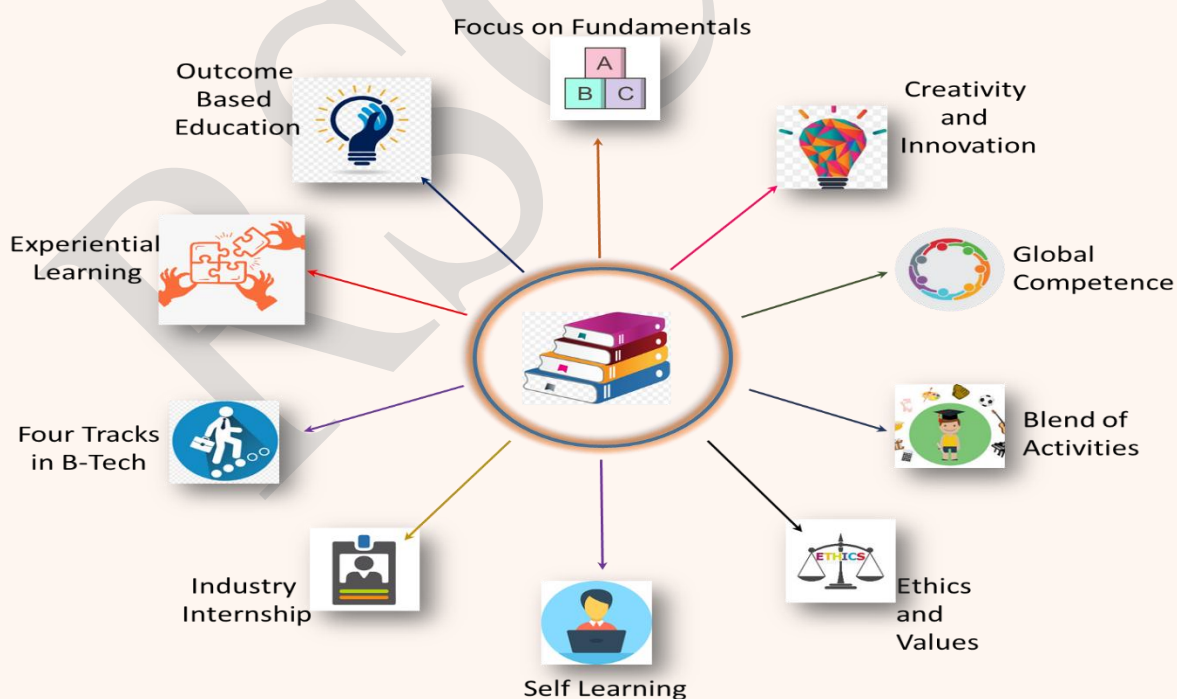 Focus on Fundamentals
A
B C
Outcome
Based
Education
Creativity
and
Innovation
Experiential
Learning
Global
Competence
Four Tracks
in B-Tech
Blend of
Activities
Industry
Internship
ETHICS
Ethics
and
Values
Self Learning